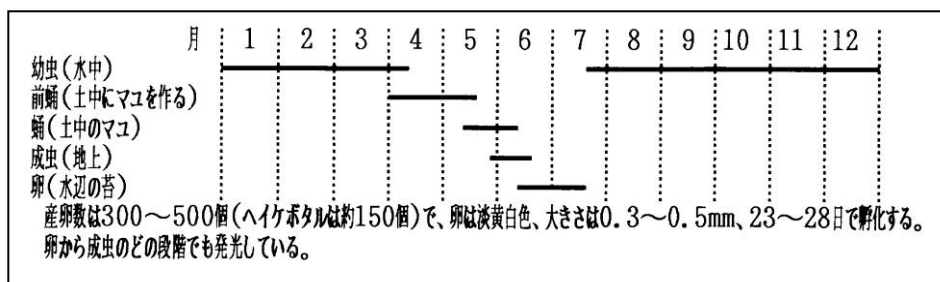 月 1 2 3 4 5 6 7 8 9 10 11 12
幼虫(水中)
前蛹(土中にマユを作る)
蛹(土中のマユ)
成虫(地上)
卵(水辺の苔)
産卵数は300～500個(ヘイケボタルは約150個)で、卵は淡黄白色、大きさは0.3～0.5mm、23～28日で孵化する。
卵から成虫のどの段階でも発光している。